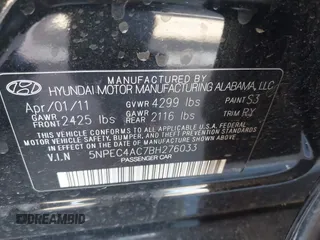 MANUFACTURED BY
HYUNDAI MOTOR MANUFACTURING ALABAMA, LLC
Apr/01/11 GVWR 4299 lbs PAINT S3
GAWR FRONT 2425 lbs GAWR REAR 2116 lbs TRIM RY
THIS VEHICLE CONFORMS TO ALL APPLICABLE FEDERAL
MOTOR VEHICLE SAFETY, BUMPER, AND THEFT PREVENTION
STANDARDS IN EFFECT ON THE DATE OF MANUFACTURE SHOWN ABOVE.
V.I.N 5NPEC4AC7BH276033
PASSENGER CAR
DREAMBID